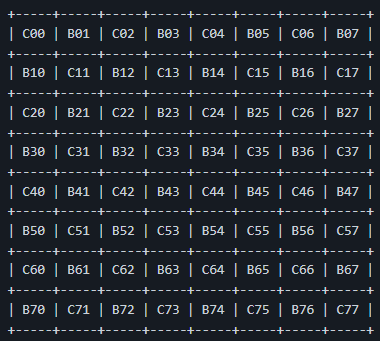 +-----+-----+-----+-----+-----+-----+-----+-----+
| C00 | B01 | C02 | B03 | C04 | B05 | C06 | B07 |
+-----+-----+-----+-----+-----+-----+-----+-----+
| B10 | C11 | B12 | C13 | B14 | C15 | B16 | C17 |
+-----+-----+-----+-----+-----+-----+-----+-----+
| C20 | B21 | C22 | B23 | C24 | B25 | C26 | B27 |
+-----+-----+-----+-----+-----+-----+-----+-----+
| B30 | C31 | B32 | C33 | B34 | C35 | B36 | C37 |
+-----+-----+-----+-----+-----+-----+-----+-----+
| C40 | B41 | C42 | B43 | C44 | B45 | C46 | B47 |
+-----+-----+-----+-----+-----+-----+-----+-----+
| B50 | C51 | B52 | C53 | B54 | C55 | B56 | C57 |
+-----+-----+-----+-----+-----+-----+-----+-----+
| C60 | B61 | C62 | B63 | C64 | B65 | C66 | B67 |
+-----+-----+-----+-----+-----+-----+-----+-----+
| B70 | C71 | B72 | C73 | B74 | C75 | B76 | C77 |
+-----+-----+-----+-----+-----+-----+-----+-----+